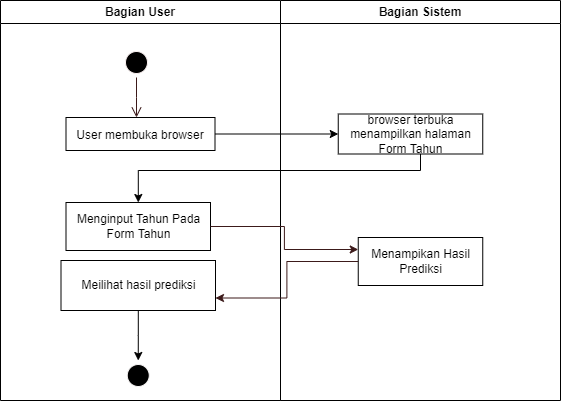 Bagian User
Bagian Sistem
User membuka browser
browser terbuka
menampilkan halaman
Form Tahun
Menginput Tahun Pada
Form Tahun
Menampikan Hasil
Prediksi
Meilihat hasil prediksi